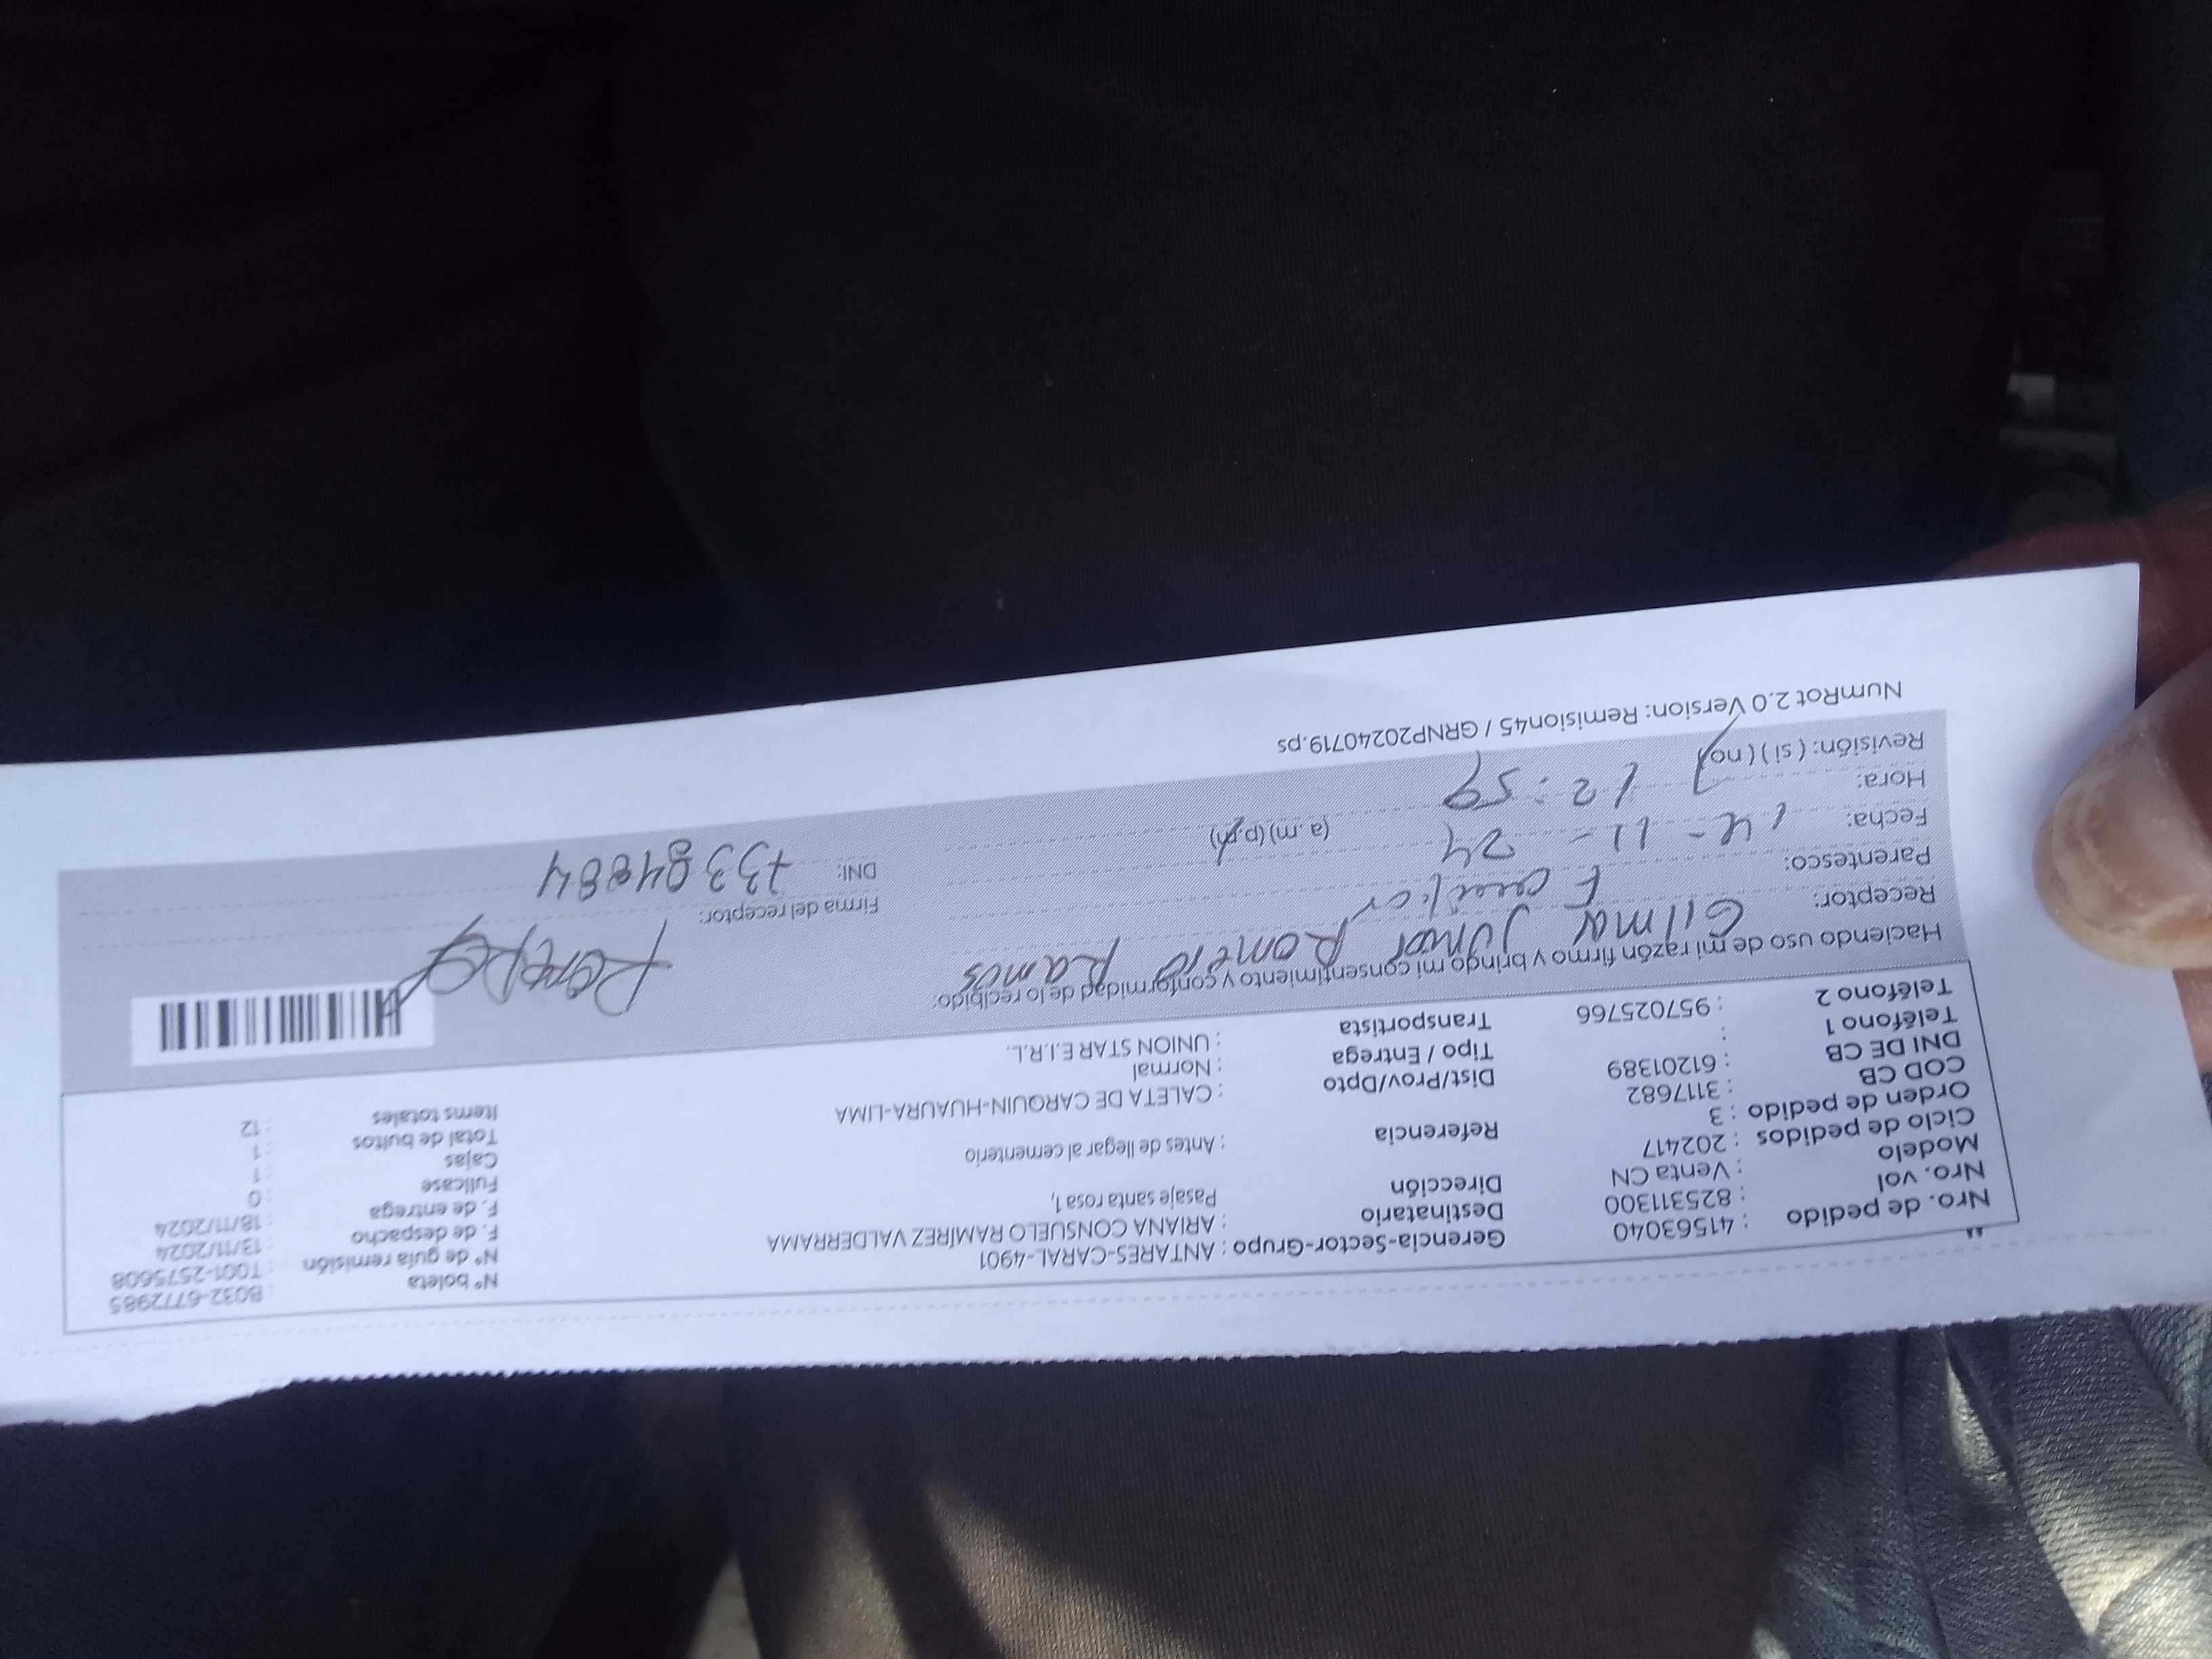 Nro. de pedido : 41563040
Nro. vol : 825311300
Modelo : Venta CN
Ciclo de pedidos : 202417
Orden de pedido : 3
COD CB : 3117682
DNI DE CB : 61201389
Teléfono 1 :
Teléfono 2 : 957025766
Gerencia-Sector-Grupo : ANTARES-CARAL-4901
Destinatario : ARIANA CONSUELO RAMÍREZ VALDERRAMA
Dirección Pasaje santa rosa 1,
Referencia : Antes de llegar al cementerio
Dist/Prov/Dpto : CALETA DE CARQUIN-HUAURA-LIMA
Tipo / Entrega : Normal
Transportista : UNION STAR E.I.R.L.
N° boleta : B032-6772985
N° de guía remisión : T001-2575608
F. de despacho : 13/11/2024
F. de entrega : 18/11/2024
Fullcase : 0
Cajas : 1
Total de bultos : 1
Items totales : 12
Haciendo uso de mi razón firmo y brindo mi consentimiento y conformidad de lo recibido:
Receptor: Gilmar Junior Romero Ramos
Parentesco: Familiar
Fecha: 14-11-24
Hora: 12:59 (a.m) (p.m)
Revisión: ( si ) ( no )
Firma del receptor:
DNI: 73384884
NumRot 2.0 Version: Remision45 / GRNP20240719.ps